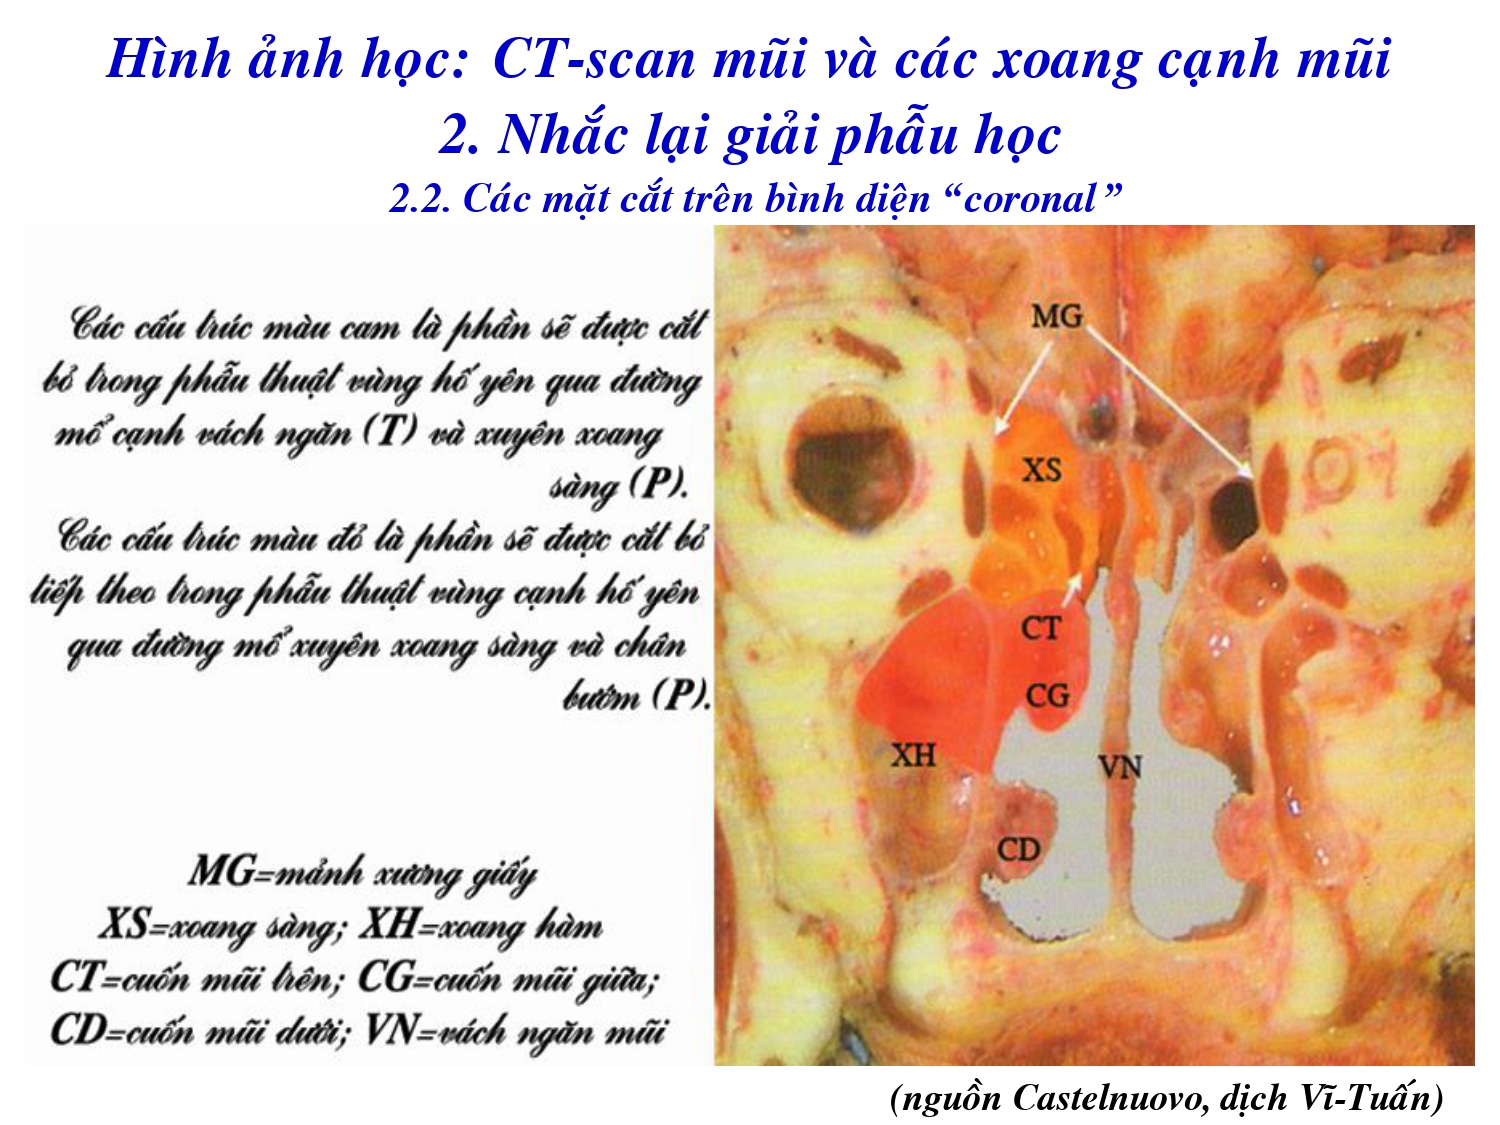 Hình ảnh học: CT-scan mũi và các xoang cạnh mũi
2. Nhắc lại giải phẫu học
2.2. Các mặt cắt trên bình diện “coronal”
Các cấu trúc màu cam là phần sẽ được cắt
bỏ trong phẫu thuật vùng hố yên qua đường
mổ cạnh vách ngăn (T) và xuyên xoang
sàng (P).
Các cấu trúc màu đỏ là phần sẽ được cắt bỏ
tiếp theo trong phẫu thuật vùng cạnh hố yên
qua đường mổ xuyên xoang sàng và chân
bướm (P).
MG=mảnh xương giấy
XS=xoang sàng; XH=xoang hàm
CT=cuốn mũi trên; CG=cuốn mũi giữa;
CD=cuốn mũi dưới; VN=vách ngăn mũi
MG
XS
CT
CG
XH
VN
CD
(nguồn Castelnuovo, dịch Vĩ-Tuấn)